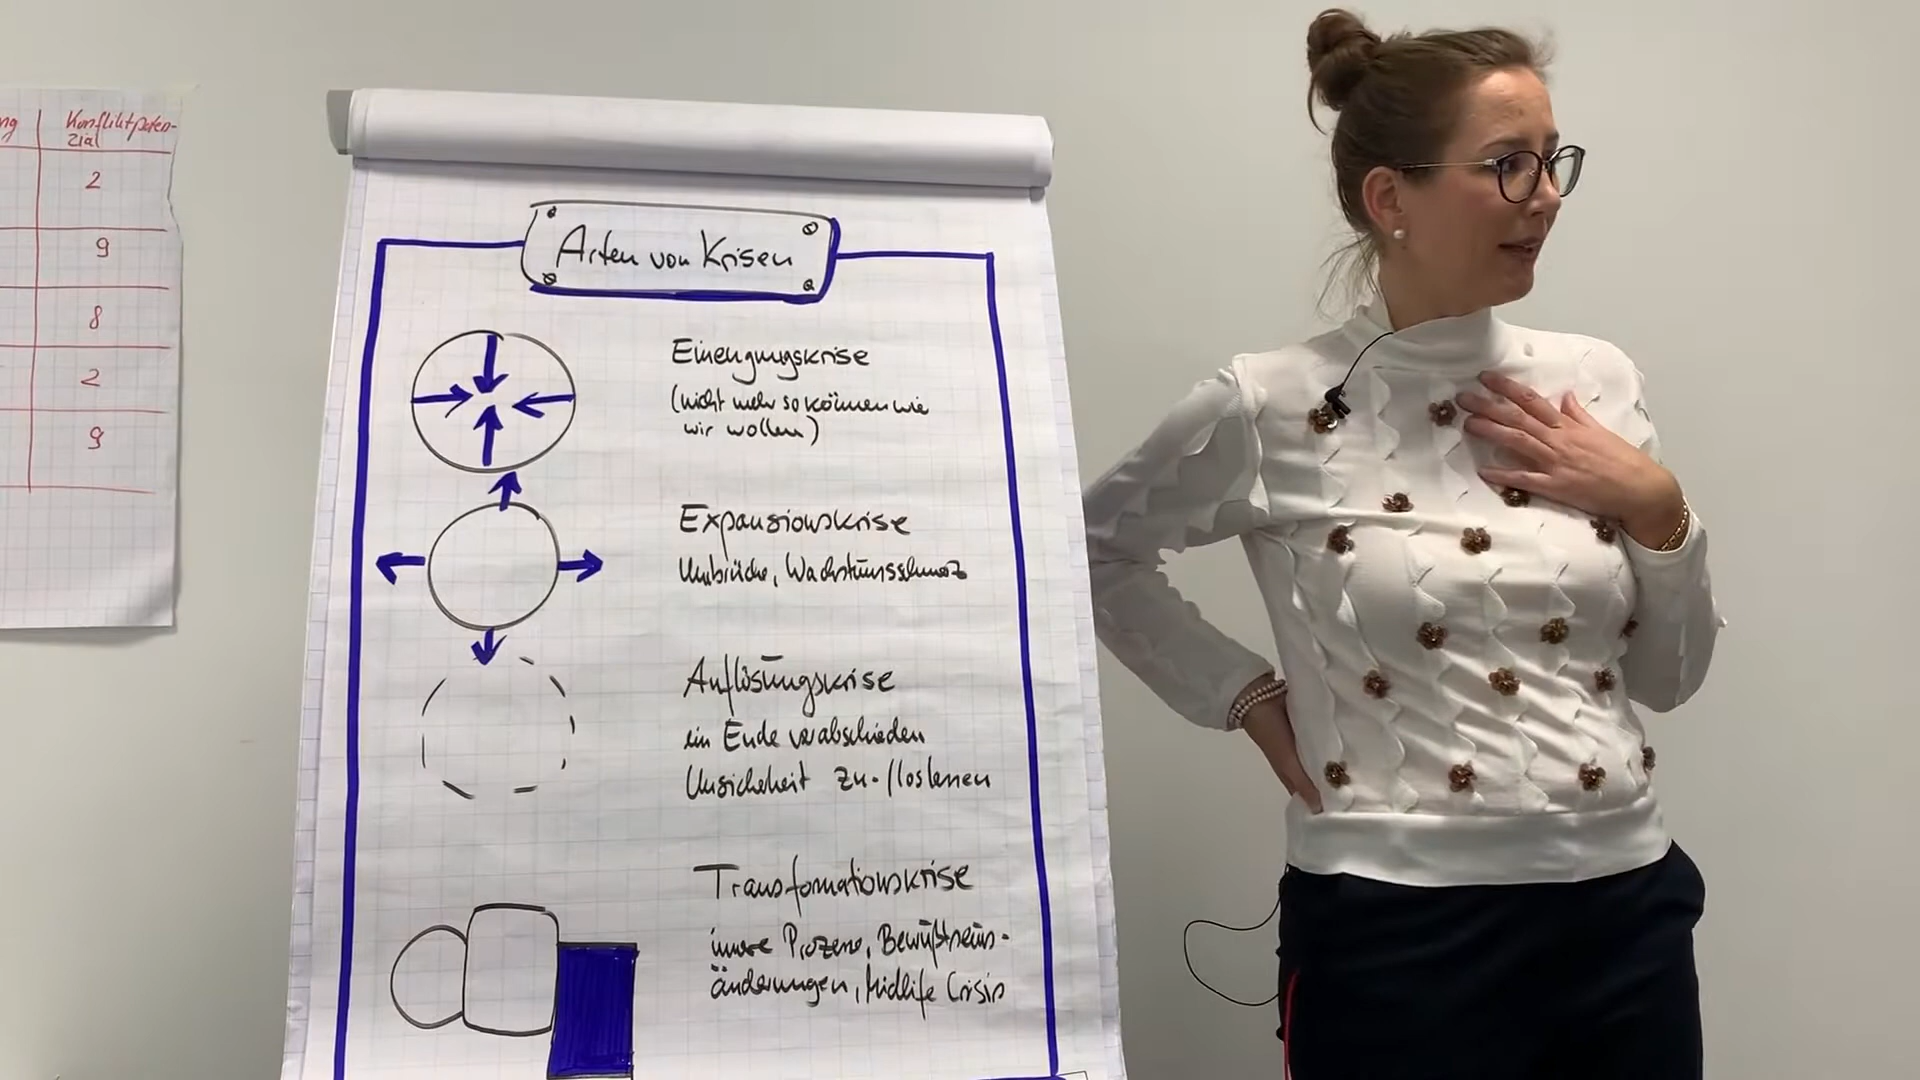 ng
Konfliktpoten-
zial
2
9
8
2
9
Arten von Krisen
Einengungskrise
(nicht mehr so können wie
wir wollen)
Expansionskrise
Umbrüche, Wachstumsschmerz
Auflösungskrise
ein Ende verabschieden
Unsicherheit zu-/loslassen
Transformationskrise
innere Prozesse, Bewußtseins-
änderungen, Midlife Crisis